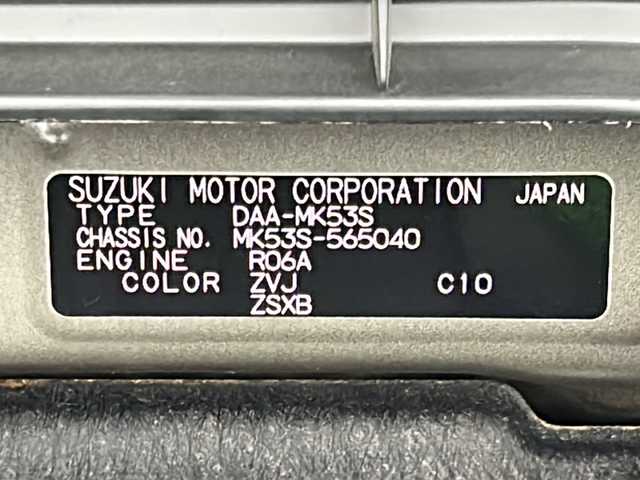 SUZUKI MOTOR CORPORATION JAPAN
TYPE DAA-MK53S
CHASSIS NO. MK53S-565040
ENGINE R06A
COLOR ZVJ C10
ZSXB